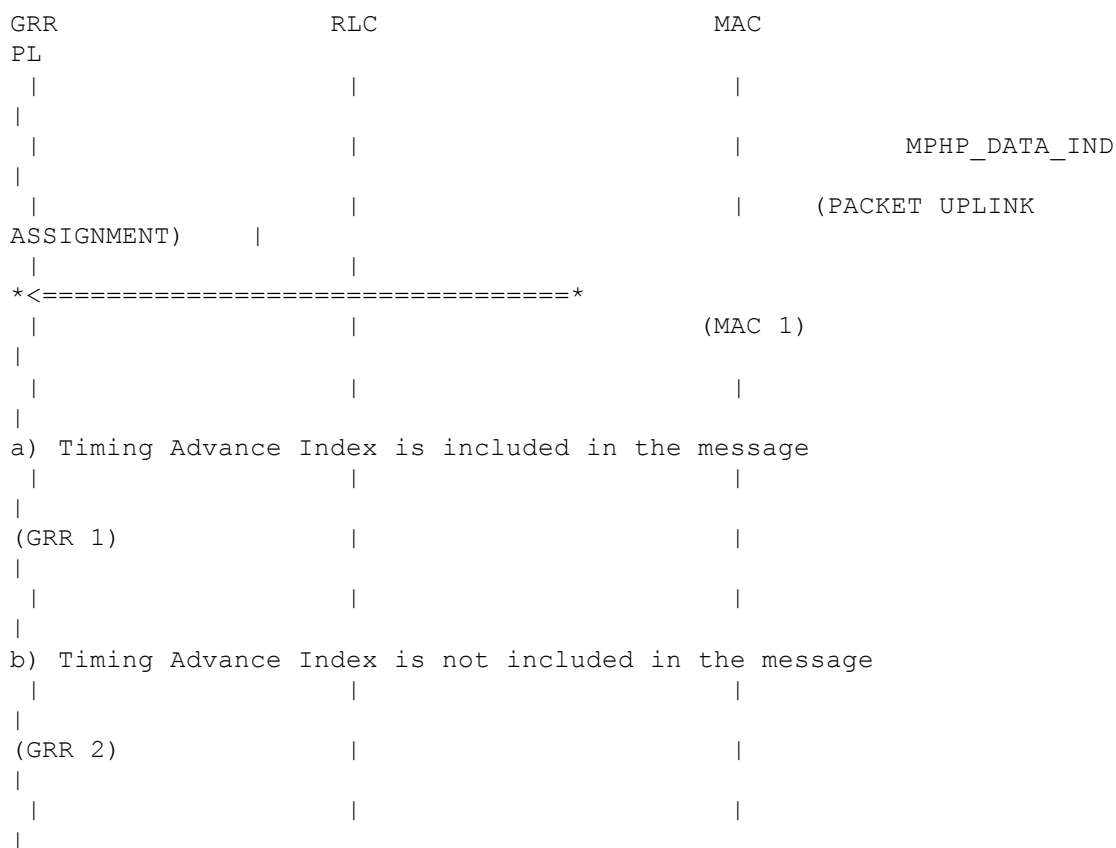 GRR                 RLC                     MAC
PL
 |                   |                       |
|
 |                   |                       |          MPHP_DATA_IND
|
 |                   |                       |    (PACKET UPLINK
ASSIGNMENT)    |
 |                   |
*<=================================*
 |                   |                     (MAC 1)
|
 |                   |                       |
|
a) Timing Advance Index is included in the message
 |                   |                       |
|
(GRR 1)              |                       |
|
 |                   |                       |
|
b) Timing Advance Index is not included in the message
 |                   |                       |
|
(GRR 2)              |                       |
|
 |                   |                       |
|